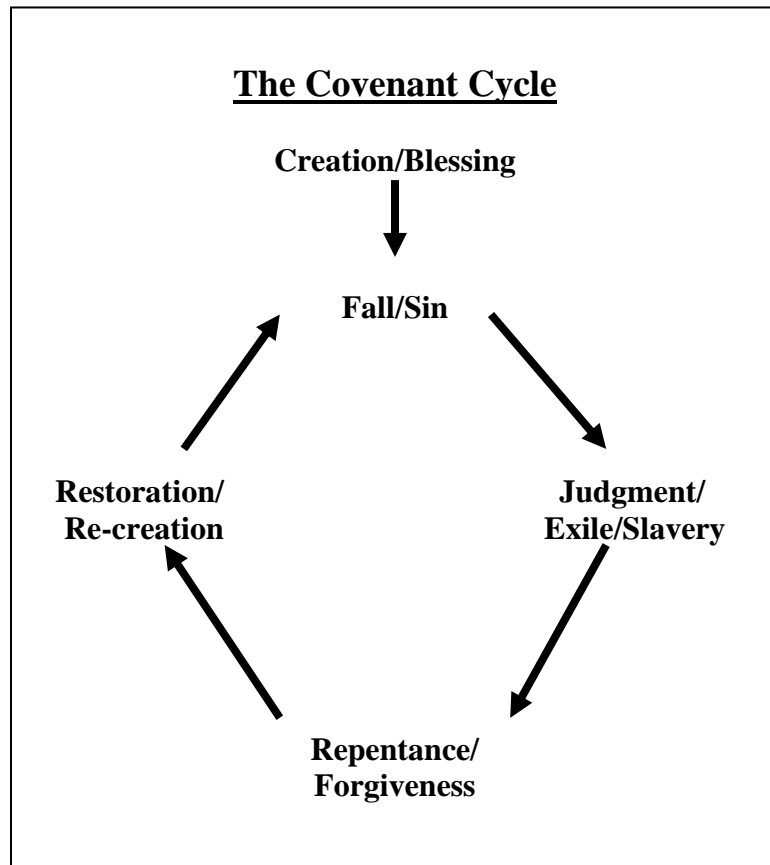 The Covenant Cycle
Creation/Blessing
Fall/Sin
Restoration/
Re-creation
Judgment/
Exile/Slavery
Repentance/
Forgiveness